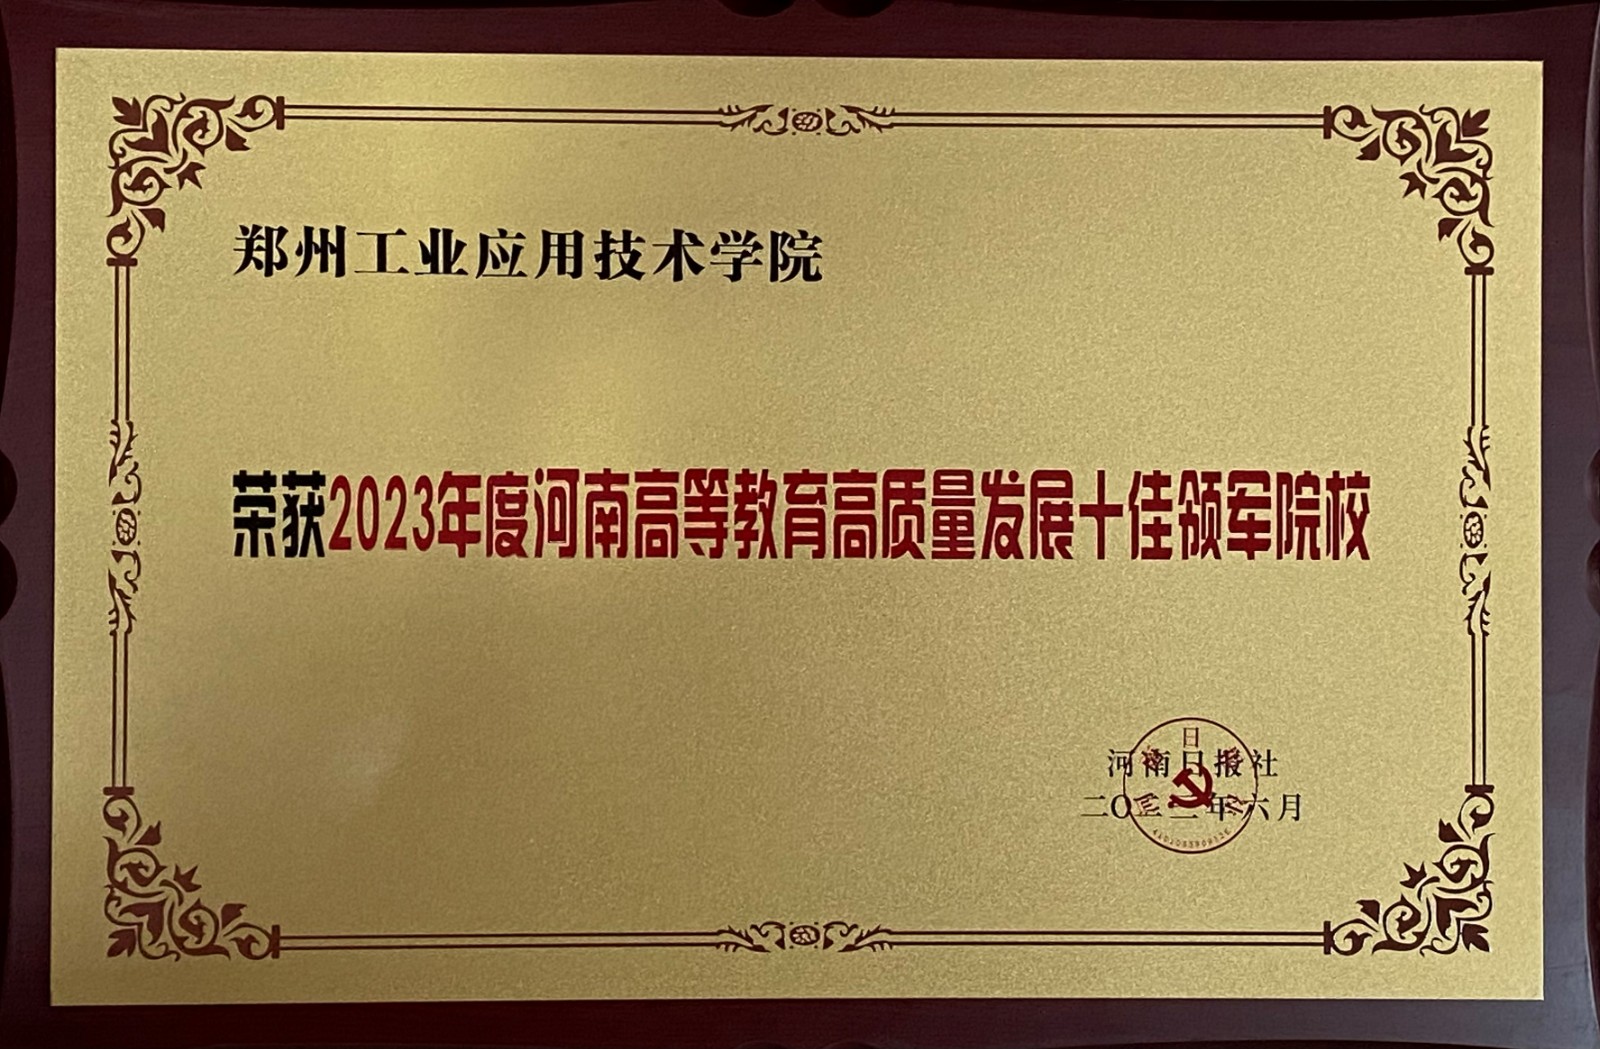 郑州工业应用技术学院
荣获2023年度河南高等教育高质量发展十佳领军院校
河南日报社
二〇二三年六月